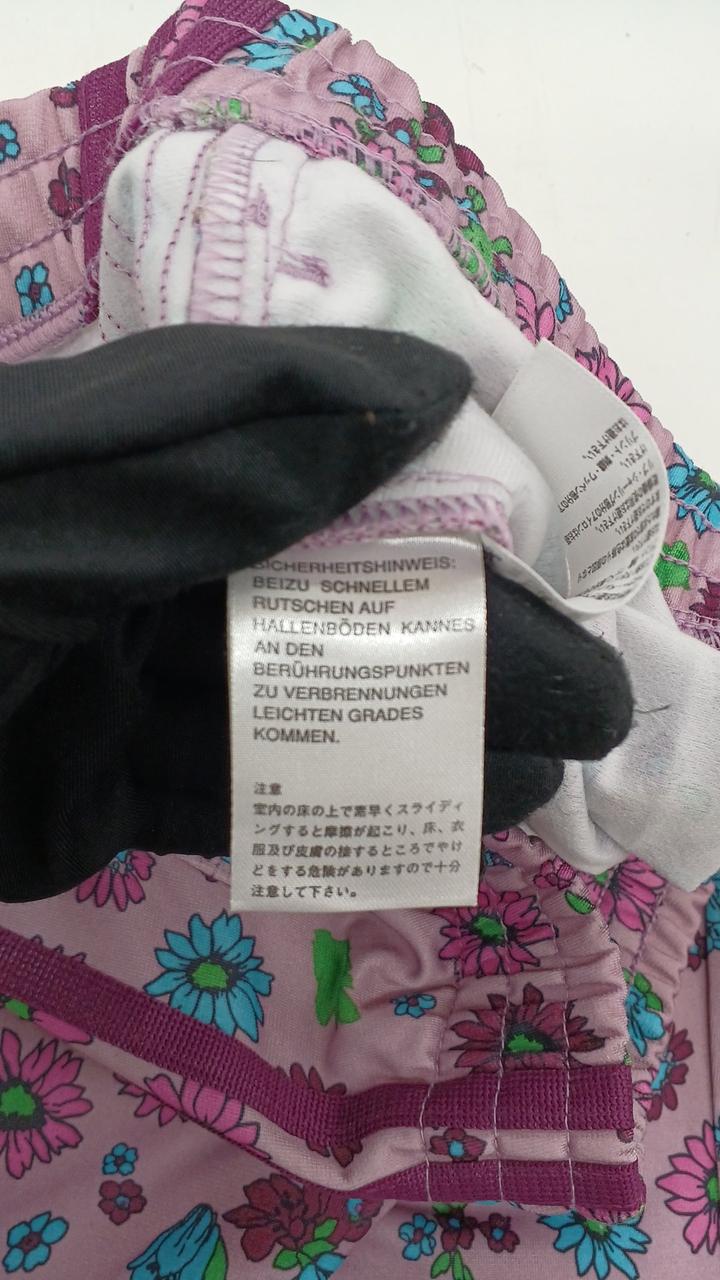 SICHERHEITSHINWEIS:
BEIZU SCHNELLEM
RUTSCHEN AUF
HALLENBÖDEN KANNES
AN DEN
BERÜHRUNGSPUNKTEN
ZU VERBRENNUNGEN
LEICHTEN GRADES
KOMMEN.
注意
室内の床の上で素早くスライディ
ングすると摩擦が起こり、床、衣
服及び皮膚の接するところでやけ
どをする危険がありますので十分
注意して下さい。